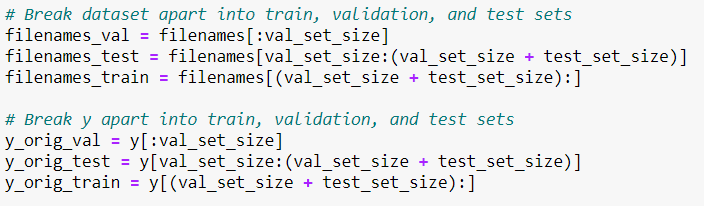 # Break dataset apart into train, validation, and test sets
filenames_val = filenames[:val_set_size]
filenames_test = filenames[val_set_size:(val_set_size + test_set_size)]
filenames_train = filenames[(val_set_size + test_set_size):]
# Break y apart into train, validation, and test sets
y_orig_val = y[:val_set_size]
y_orig_test = y[val_set_size:(val_set_size + test_set_size)]
y_orig_train = y[(val_set_size + test_set_size):]